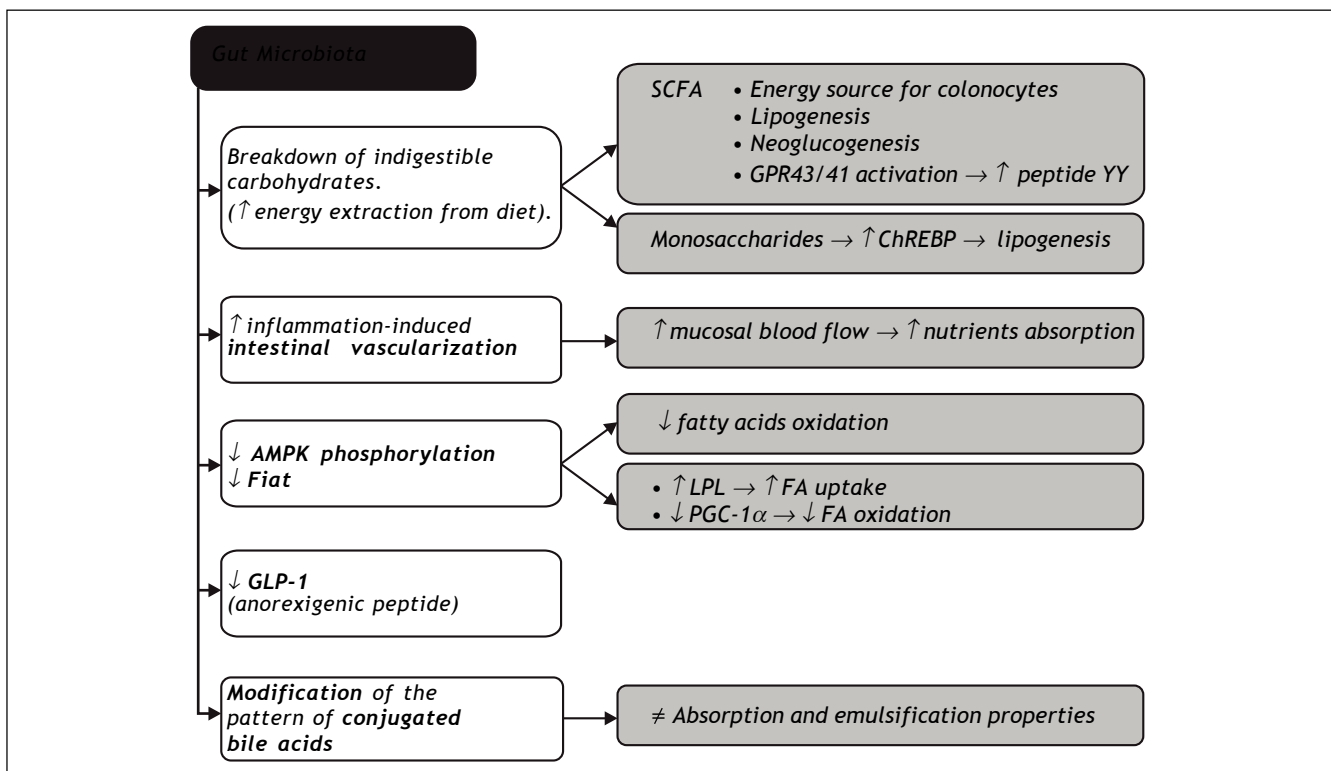 Gut Microbiota
Breakdown of indigestible
carbohydrates.
(↑ energy extraction from diet).
SCFA • Energy source for colonocytes
• Lipogenesis
• Neoglucogenesis
• GPR43/41 activation → ↑ peptide YY
Monosaccharides → ↑ ChREBP → lipogenesis
↑ inflammation-induced
intestinal vascularization
↑ mucosal blood flow → ↑ nutrients absorption
↓ AMPK phosphorylation
↓ Fiat
↓ fatty acids oxidation
• ↑ LPL → ↑ FA uptake
• ↓ PGC-1α → ↓ FA oxidation
↓ GLP-1
(anorexigenic peptide)
Modification of the
pattern of conjugated
bile acids
≠ Absorption and emulsification properties